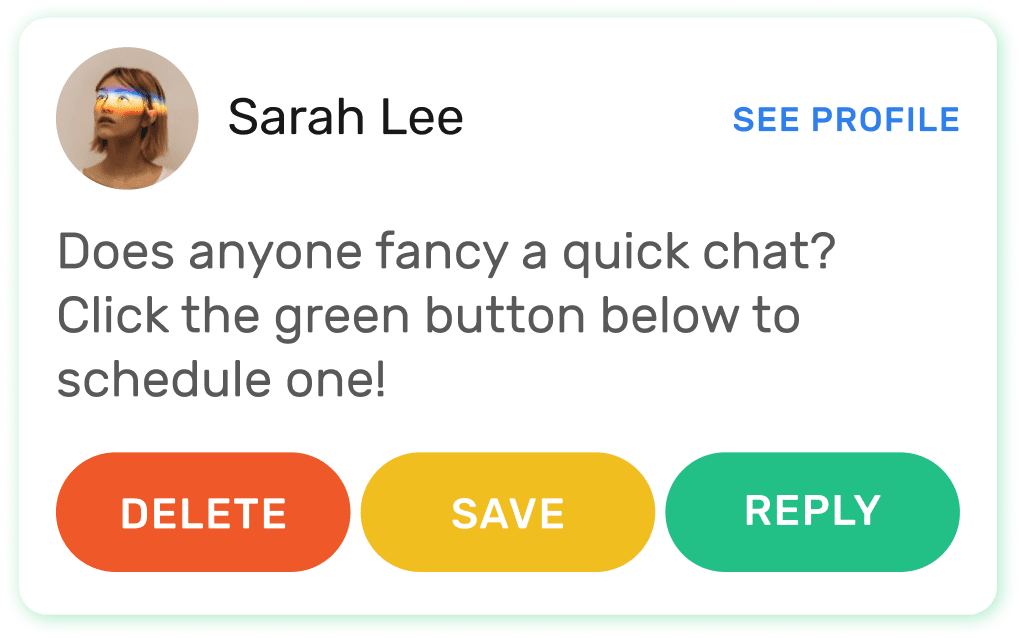 Sarah Lee
SEE PROFILE
Does anyone fancy a quick chat?
Click the green button below to
schedule one!
DELETE
SAVE
REPLY